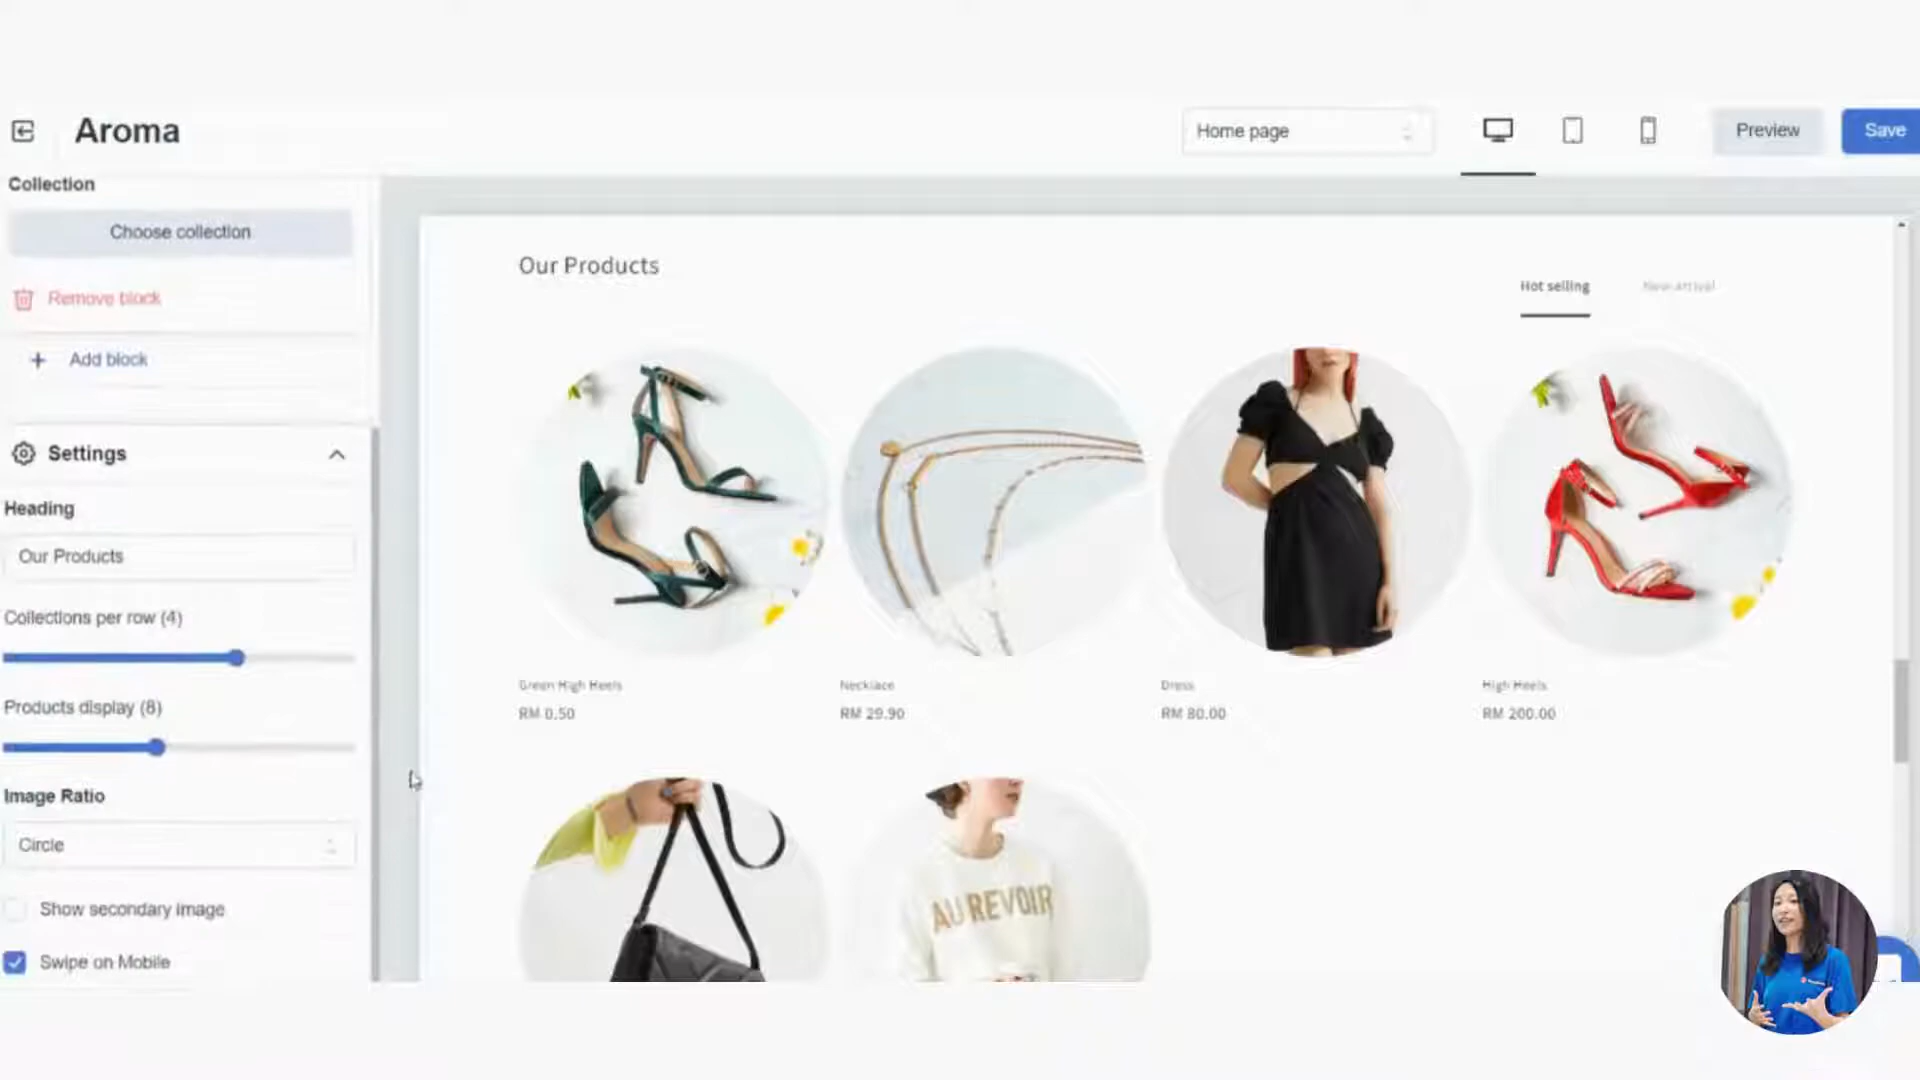 Aroma
Home page
Preview
Save
Collection
Choose collection
Remove block
Add block
Settings
Heading
Our Products
Collections per row (4)
Products display (8)
Image Ratio
Circle
Show secondary image
Swipe on Mobile
Our Products
Hot selling
New arrival
Green High Heels
RM 0.50
Necklace
RM 29.90
Dress
RM 80.00
High Heels
RM 200.00
AU REVOIR